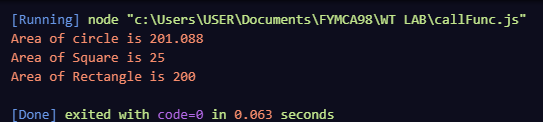 [Running] node "c:\Users\USER\Documents\FYMCA98\WT LAB\callFunc.js"
Area of circle is 201.088
Area of Square is 25
Area of Rectangle is 200
[Done] exited with code=0 in 0.063 seconds